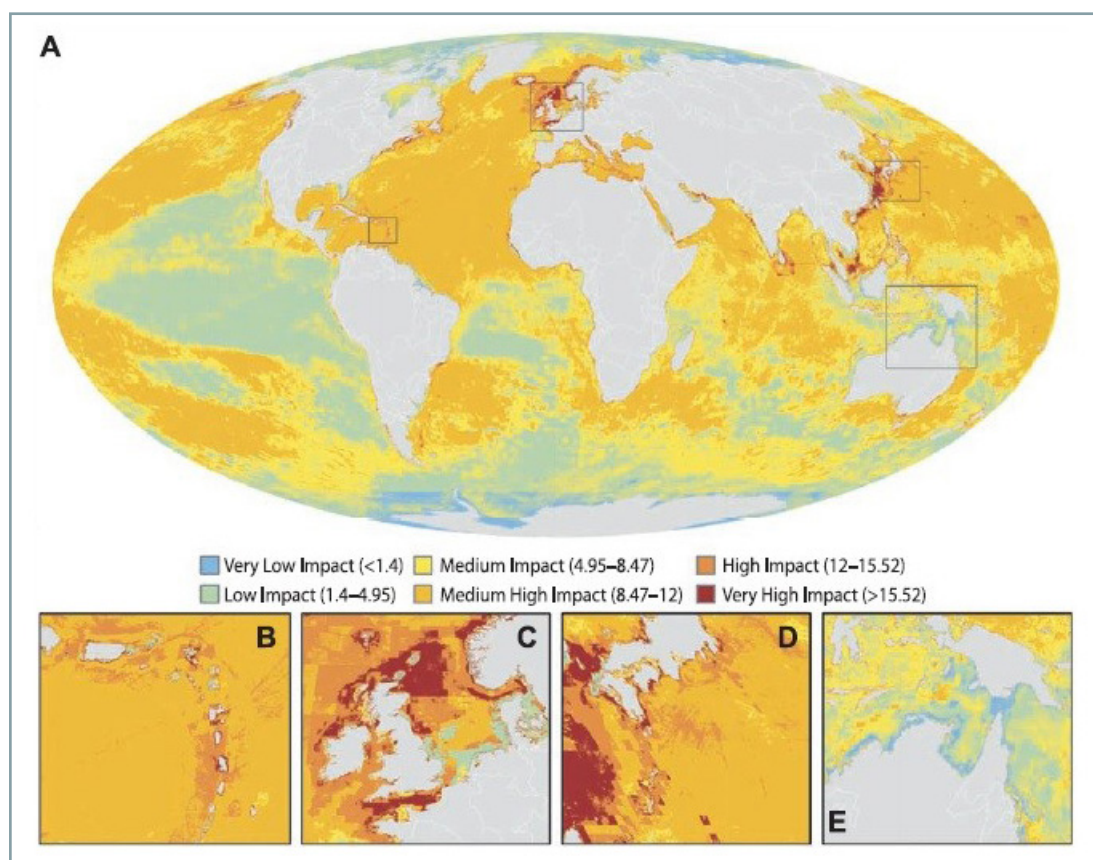 A
Very Low Impact (<1.4) Medium Impact (4.95–8.47) High Impact (12–15.52)
Low Impact (1.4–4.95) Medium High Impact (8.47–12) Very High Impact (>15.52)
B C D
E